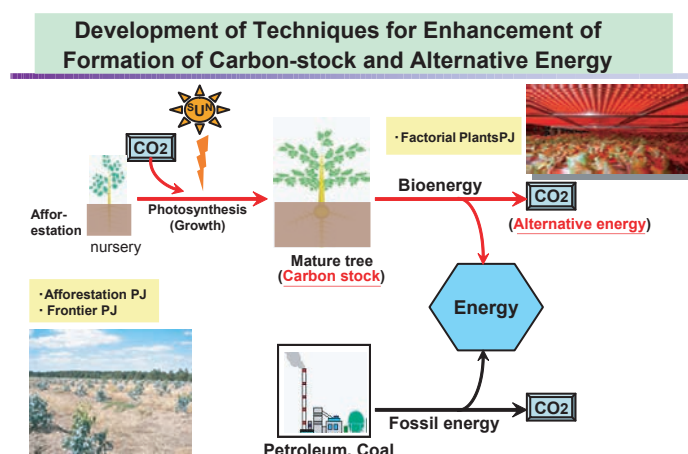 Development of Techniques for Enhancement of
Formation of Carbon-stock and Alternative Energy
SUN
CO2
・Factorial PlantsPJ
Affor-
estation
nursery
Photosynthesis
(Growth)
Mature tree
(Carbon stock)
Bioenergy
CO2
(Alternative energy)
・Afforestation PJ
・Frontier PJ
Energy
Fossil energy
CO2
Petroleum, Coal